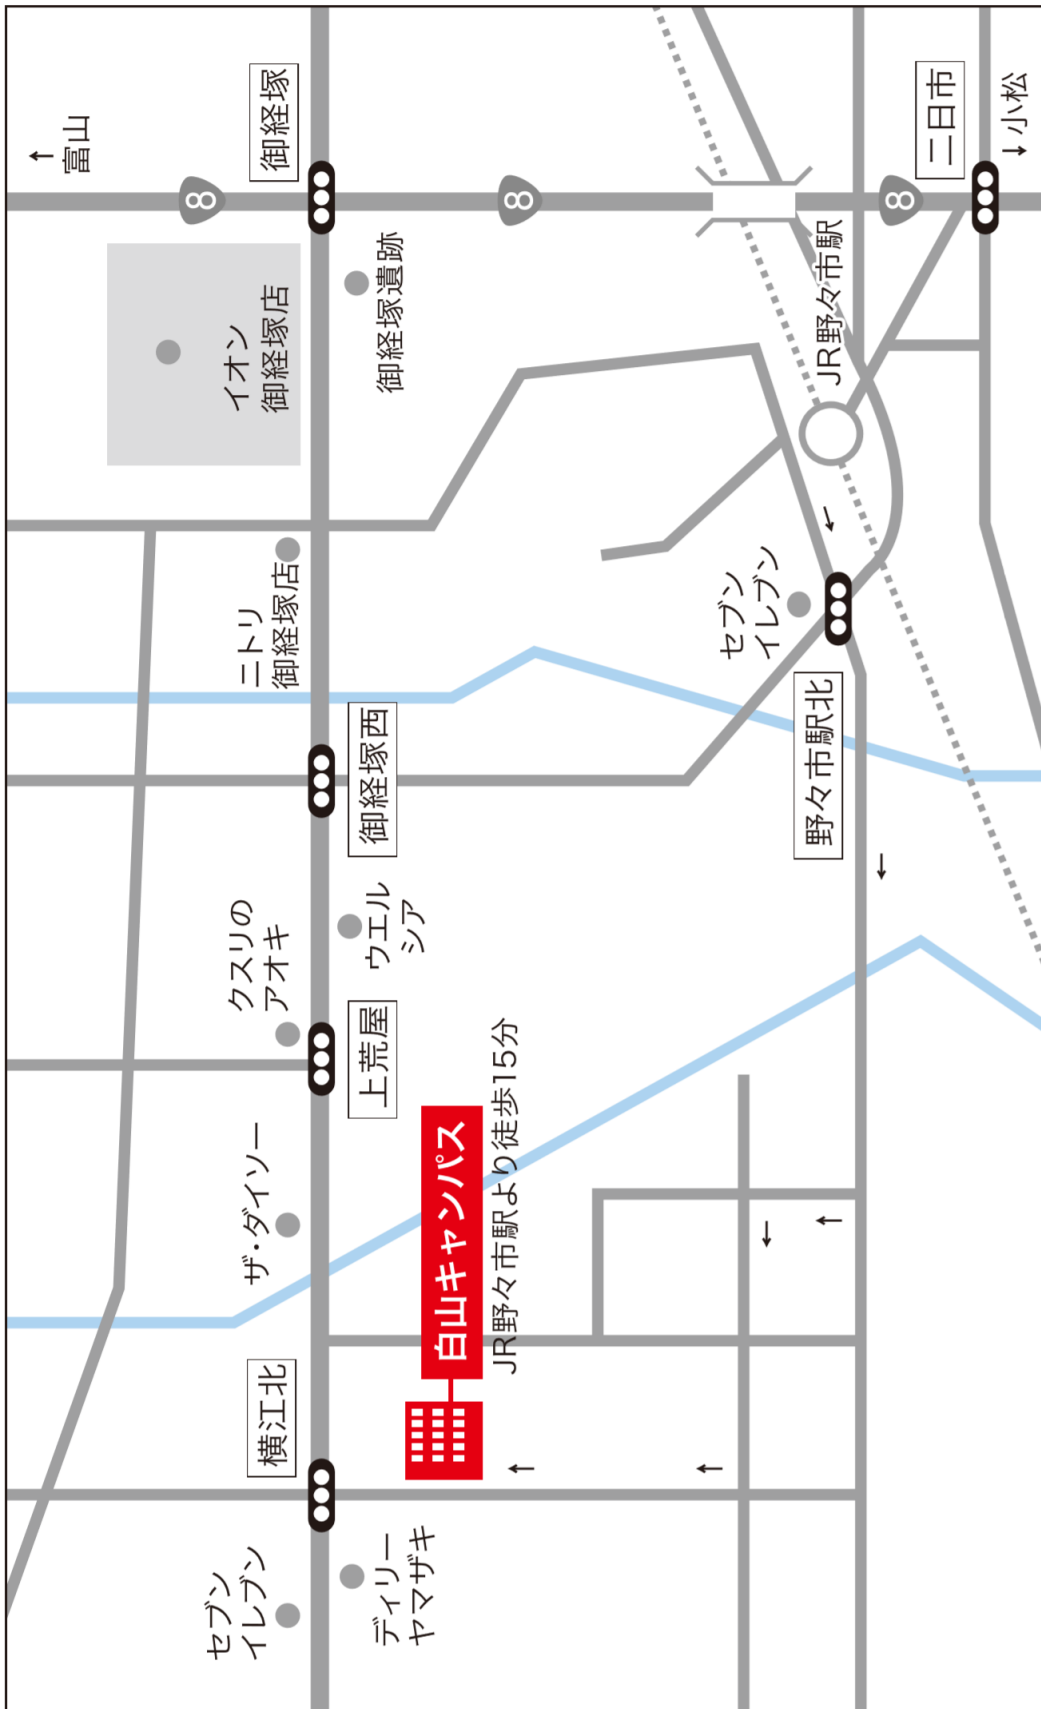 ↑
富山
8
御経塚
イオン
御経塚店
御経塚遺跡
8
JR野々市駅
8
二日市
↓小松
ニトリ
御経塚店
御経塚西
セブン
イレブン
野々市駅北
クスリの
アオキ
ウエル
シア
上荒屋
ザ・ダイソー
白山キャンパス
JR野々市駅より徒歩15分
横江北
セブン
イレブン
ディリー
ヤマザキ